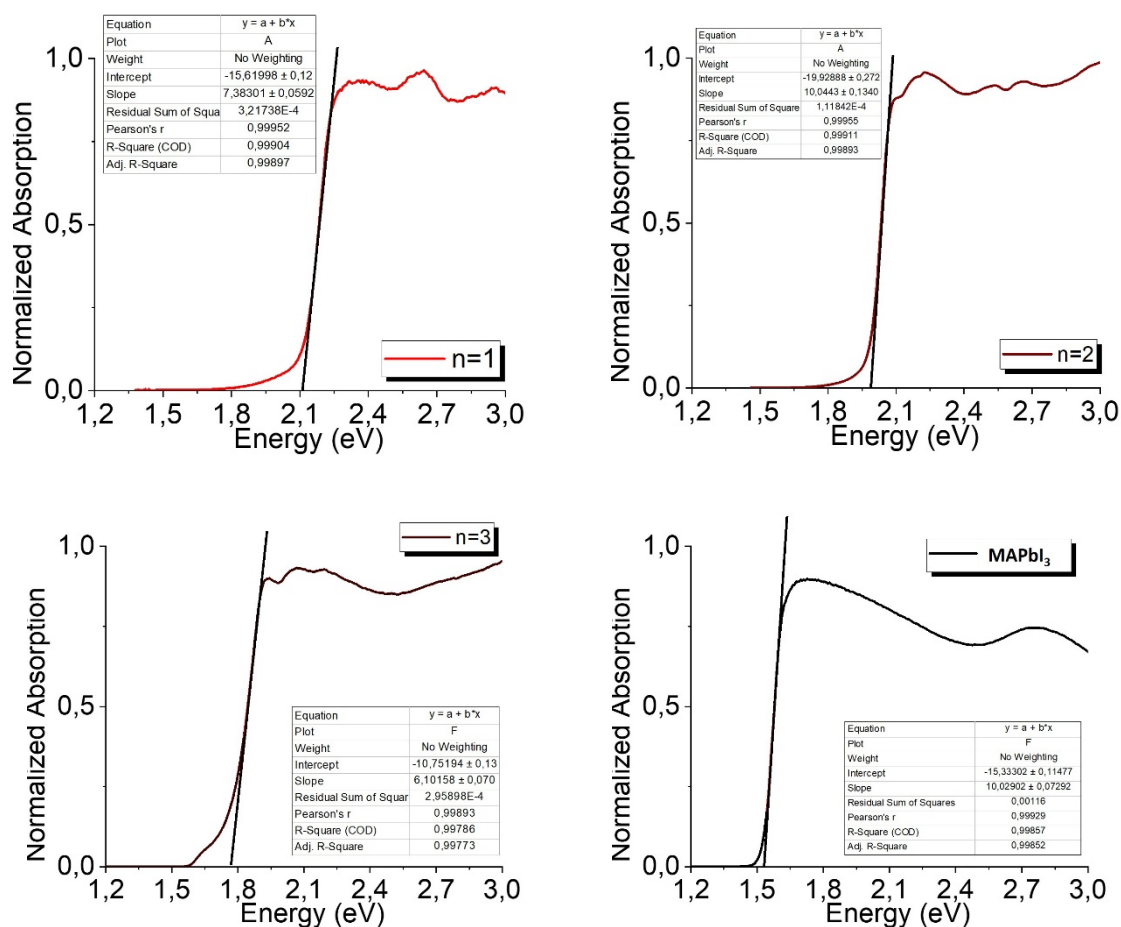 Equation y = a + b*x
Plot A
Weight No Weighting
Intercept -15,61998 ± 0,12
Slope 7,38301 ± 0,0592
Residual Sum of Squa 3,21738E-4
Pearson's r 0,99952
R-Square (COD) 0,99904
Adj. R-Square 0,99897
1,0
0,5
0,0
Normalized Absorption
n=1
1,2 1,5 1,8 2,1 2,4 2,7 3,0
Energy (eV)
Equation y = a + b*x
Plot A
Weight No Weighting
Intercept -19,92888 ± 0,272
Slope 10,0443 ± 0,1340
Residual Sum of Square 1,11842E-4
Pearson's r 0,99955
R-Square (COD) 0,99911
Adj. R-Square 0,99893
1,0
0,5
0,0
Normalized Absorption
n=2
1,2 1,5 1,8 2,1 2,4 2,7 3,0
Energy (eV)
n=3
1,0
0,5
0,0
Normalized Absorption
Equation y = a + b*x
Plot F
Weight No Weighting
Intercept -10,75194 ± 0,13
Slope 6,10158 ± 0,070
Residual Sum of Squar 2,95898E-4
Pearson's r 0,99893
R-Square (COD) 0,99786
Adj. R-Square 0,99773
1,2 1,5 1,8 2,1 2,4 2,7 3,0
Energy (eV)
MAPbI₃
1,0
0,5
0,0
Normalized Absorption
Equation y = a + b*x
Plot F
Weight No Weighting
Intercept -15,33302 ± 0,11477
Slope 10,02902 ± 0,07292
Residual Sum of Squares 0,00116
Pearson's r 0,99929
R-Square (COD) 0,99857
Adj. R-Square 0,99852
1,2 1,5 1,8 2,1 2,4 2,7 3,0
Energy (eV)